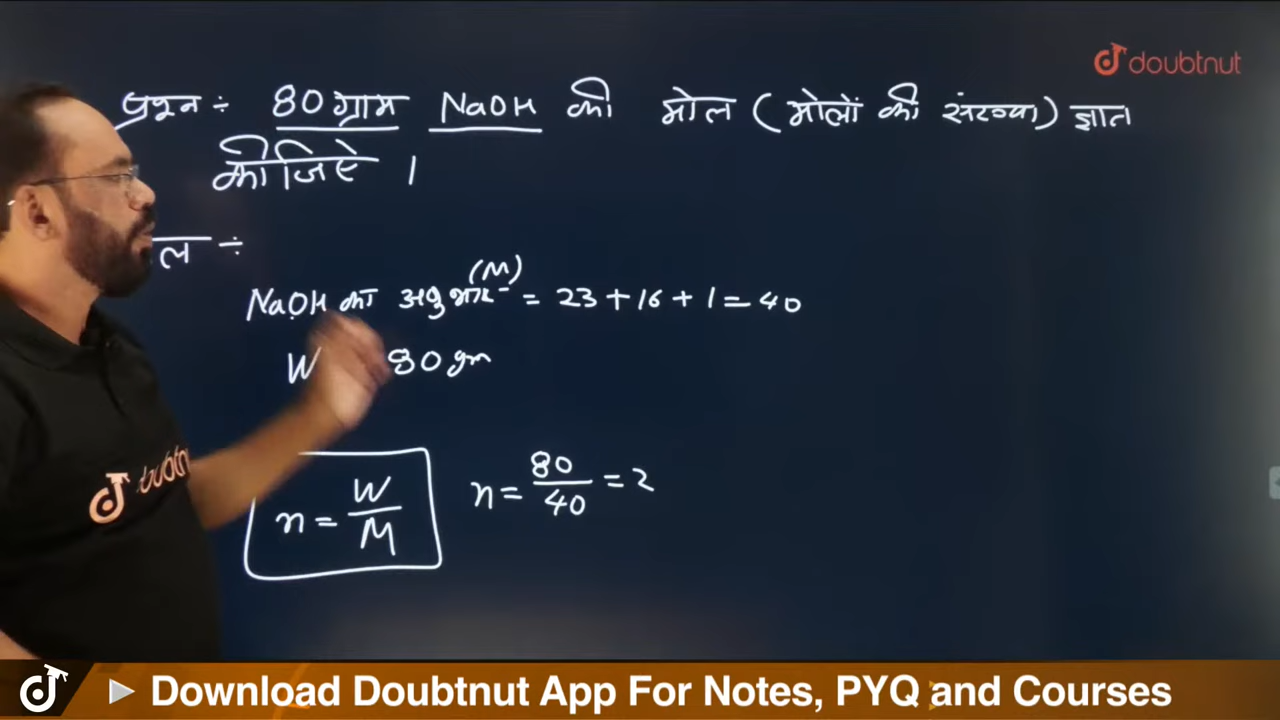 doubtnut
प्रश्न ÷ 80 ग्राम NaOH की मोल (मोलों की संख्या) ज्ञात
कीजिए ।
ल ÷
(M)
NaOH का अणुभार = 23 + 16 + 1 = 40
W 80 gm
n = W/M
n = 80/40 = 2
doubtnut
Download Doubtnut App For Notes, PYQ and Courses